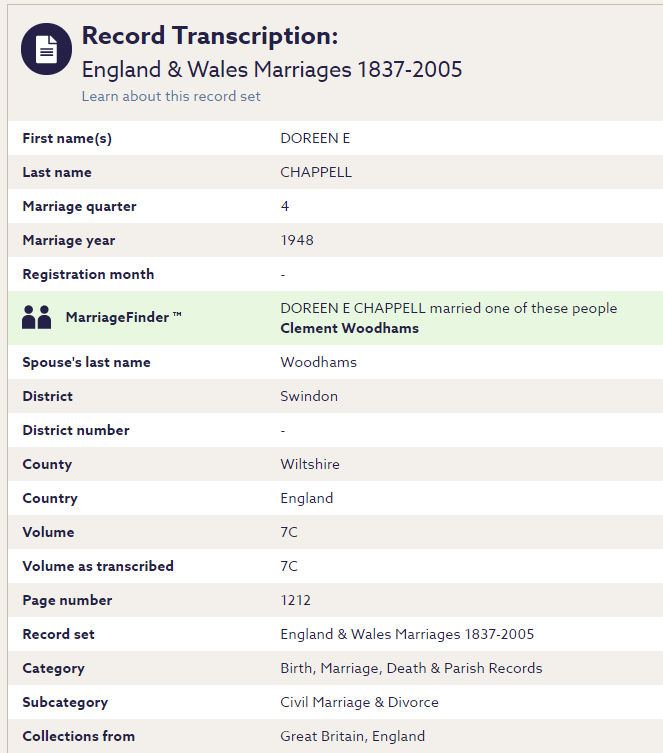 Record Transcription:
England & Wales Marriages 1837-2005
Learn about this record set
First name(s) DOREEN E
Last name CHAPPELL
Marriage quarter 4
Marriage year 1948
Registration month -
MarriageFinder ™ DOREEN E CHAPPELL married one of these people
Clement Woodhams
Spouse's last name Woodhams
District Swindon
District number -
County Wiltshire
Country England
Volume 7C
Volume as transcribed 7C
Page number 1212
Record set England & Wales Marriages 1837-2005
Category Birth, Marriage, Death & Parish Records
Subcategory Civil Marriage & Divorce
Collections from Great Britain, England